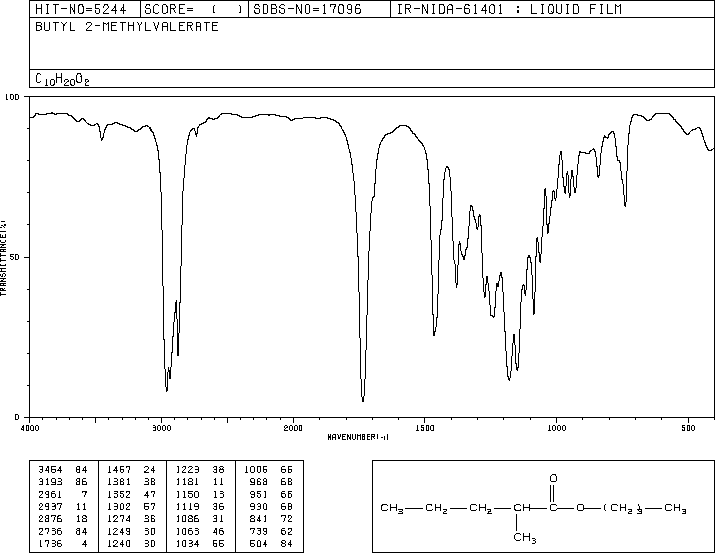 HIT-NO=5244 SCORE= ( ) SDBS-NO=17096 IR-NIDA-61401 : LIQUID FILM
BUTYL 2-METHYLVALERATE
C10H20O2
100
50
0
TRANSMITTANCE(%)
4000 3000 2000 1500 1000 500
WAVENUMBER(-1)
3464 84 1467 24 1223 38 1006 66
3193 86 1381 38 1181 11 968 68
2961 7 1352 47 1150 13 951 66
2937 11 1302 57 1119 36 930 68
2876 18 1274 36 1086 31 841 72
2736 84 1249 30 1063 46 739 62
1736 4 1240 30 1034 55 504 84
O
CH3—CH2—CH2—CH—C—O—(CH2)3—CH3
CH3